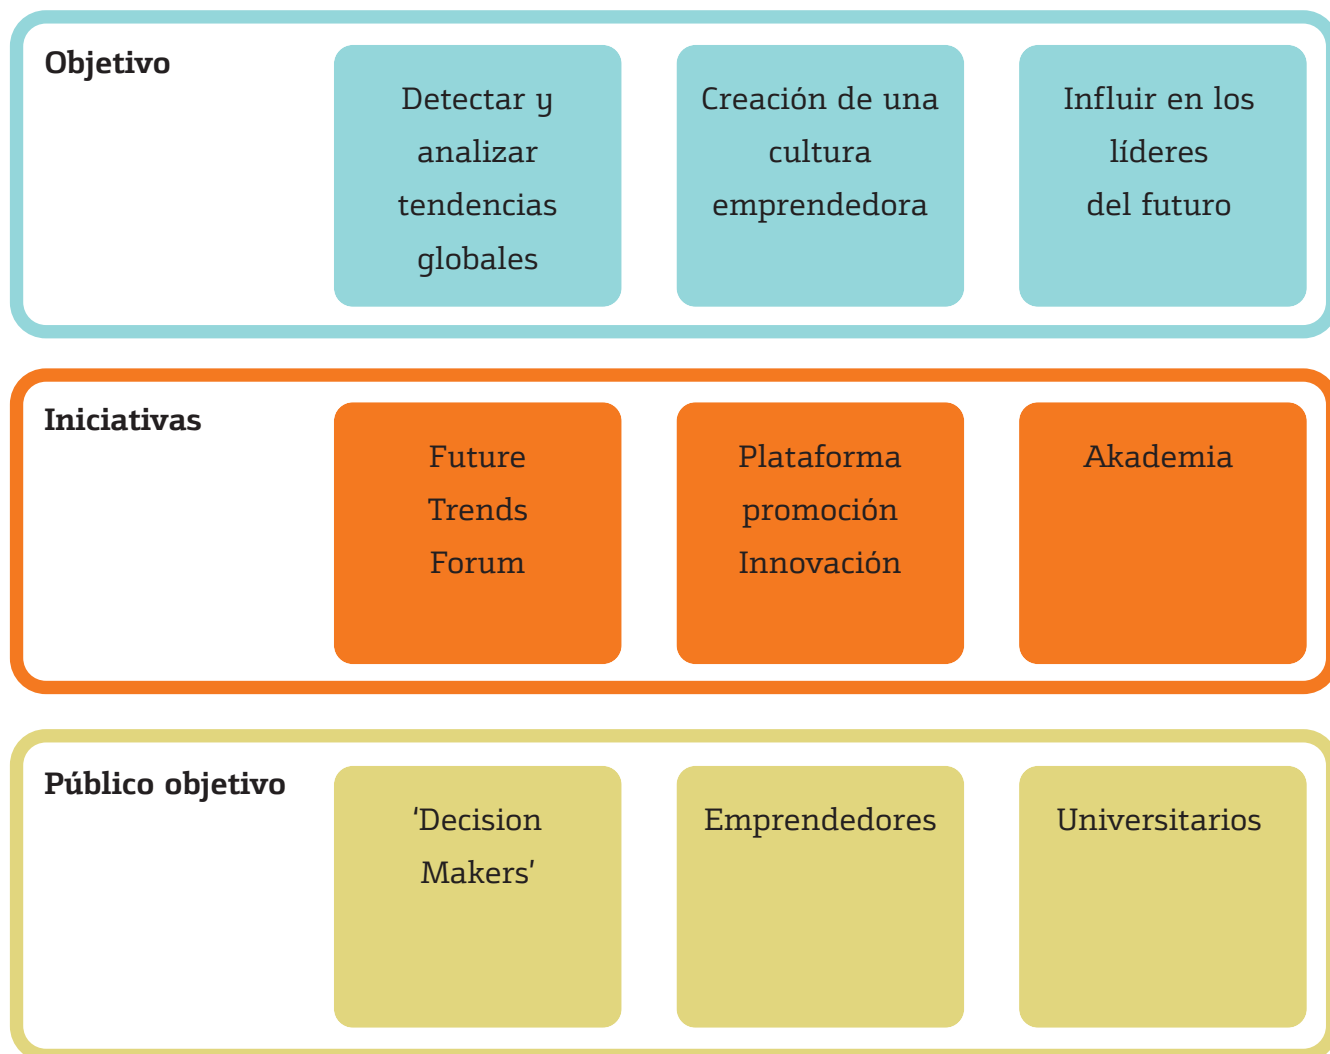 Objetivo
Detectar y
analizar
tendencias
globales
Creación de una
cultura
emprendedora
Influir en los
líderes
del futuro
Iniciativas
Future
Trends
Forum
Plataforma
promoción
Innovación
Akademia
Público objetivo
‘Decision
Makers’
Emprendedores
Universitarios